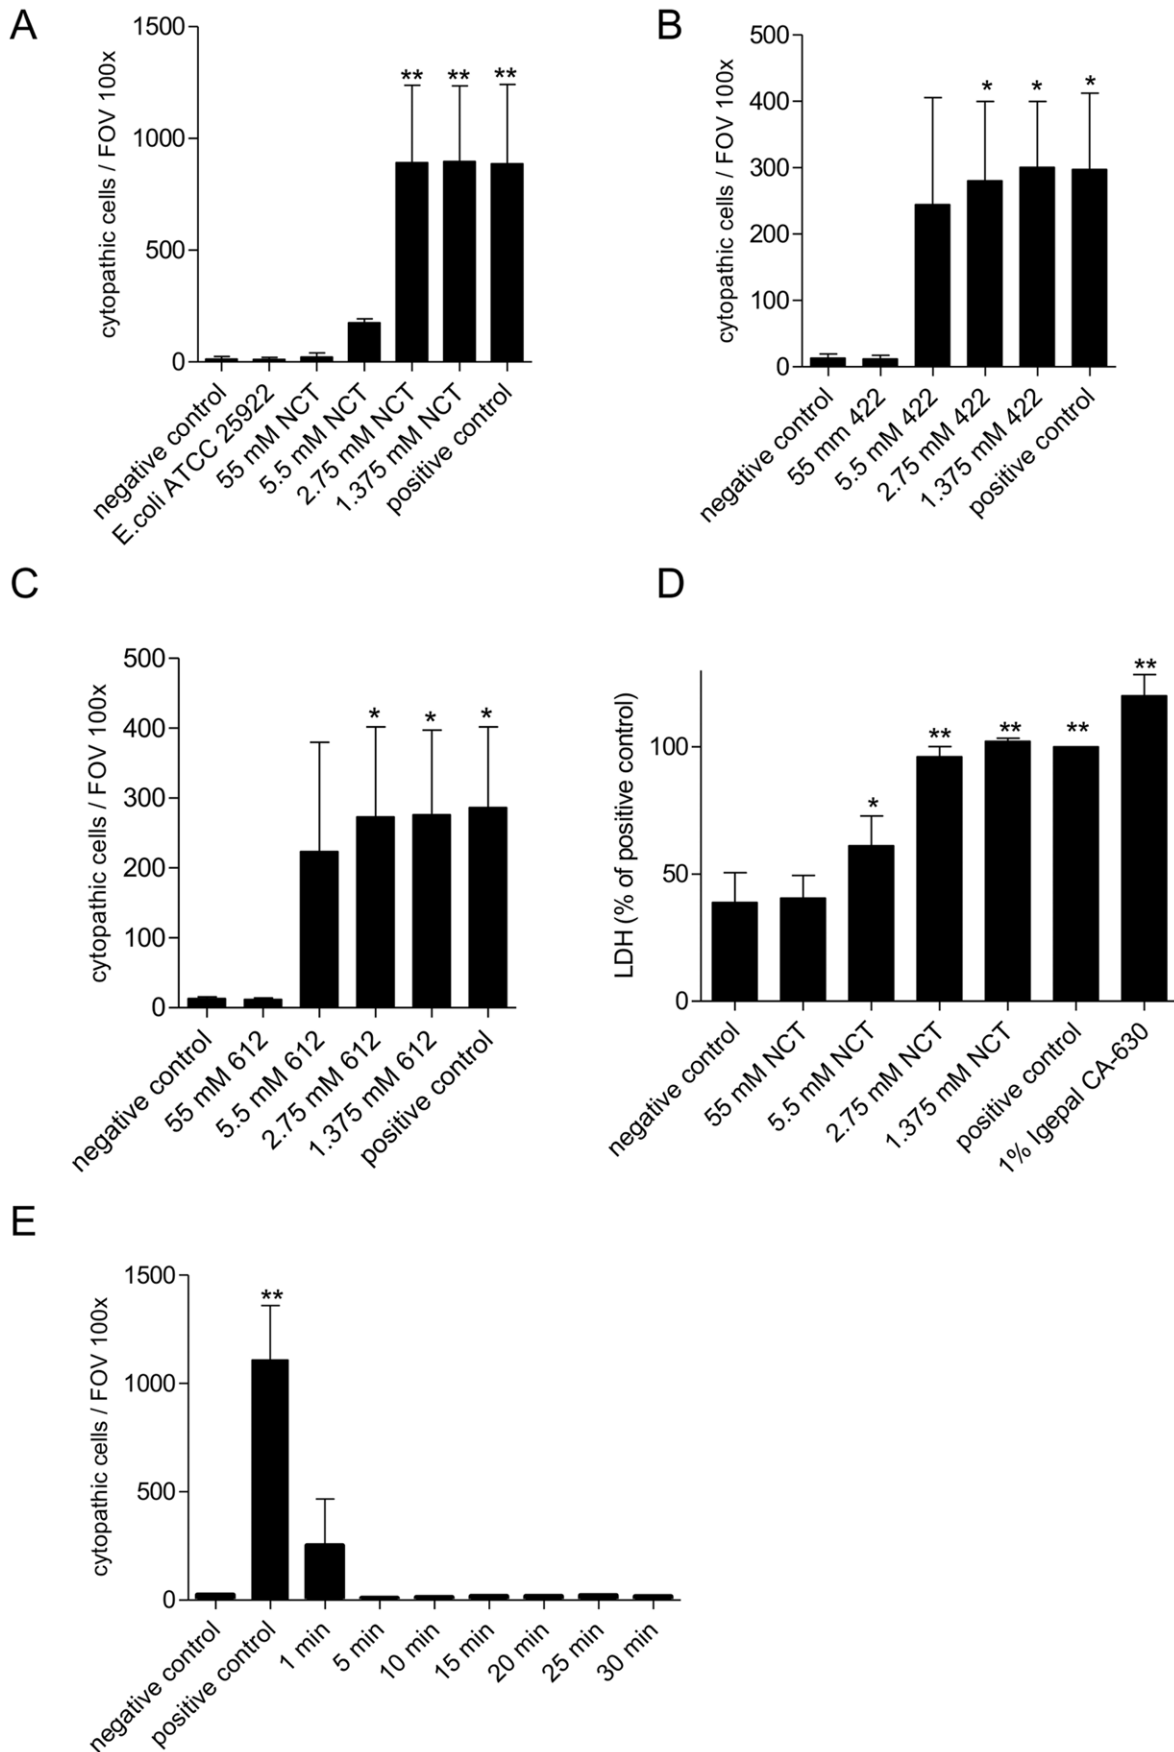 A
cytopathic cells / FOV 100x
1500
1000
500
0
**
**
**
negative control
E.coli ATCC 25922
55 mM NCT
5.5 mM NCT
2.75 mM NCT
1.375 mM NCT
positive control
B
cytopathic cells / FOV 100x
500
400
300
200
100
0
*
*
*
negative control
55 mm 422
5.5 mM 422
2.75 mM 422
1.375 mM 422
positive control
C
cytopathic cells / FOV 100x
500
400
300
200
100
0
*
*
*
negative control
55 mM 612
5.5 mM 612
2.75 mM 612
1.375 mM 612
positive control
D
LDH (% of positive control)
100
50
0
*
**
**
**
**
negative control
55 mM NCT
5.5 mM NCT
2.75 mM NCT
1.375 mM NCT
positive control
1% Igepal CA-630
E
cytopathic cells / FOV 100x
1500
1000
500
0
**
negative control
positive control
1 min
5 min
10 min
15 min
20 min
25 min
30 min